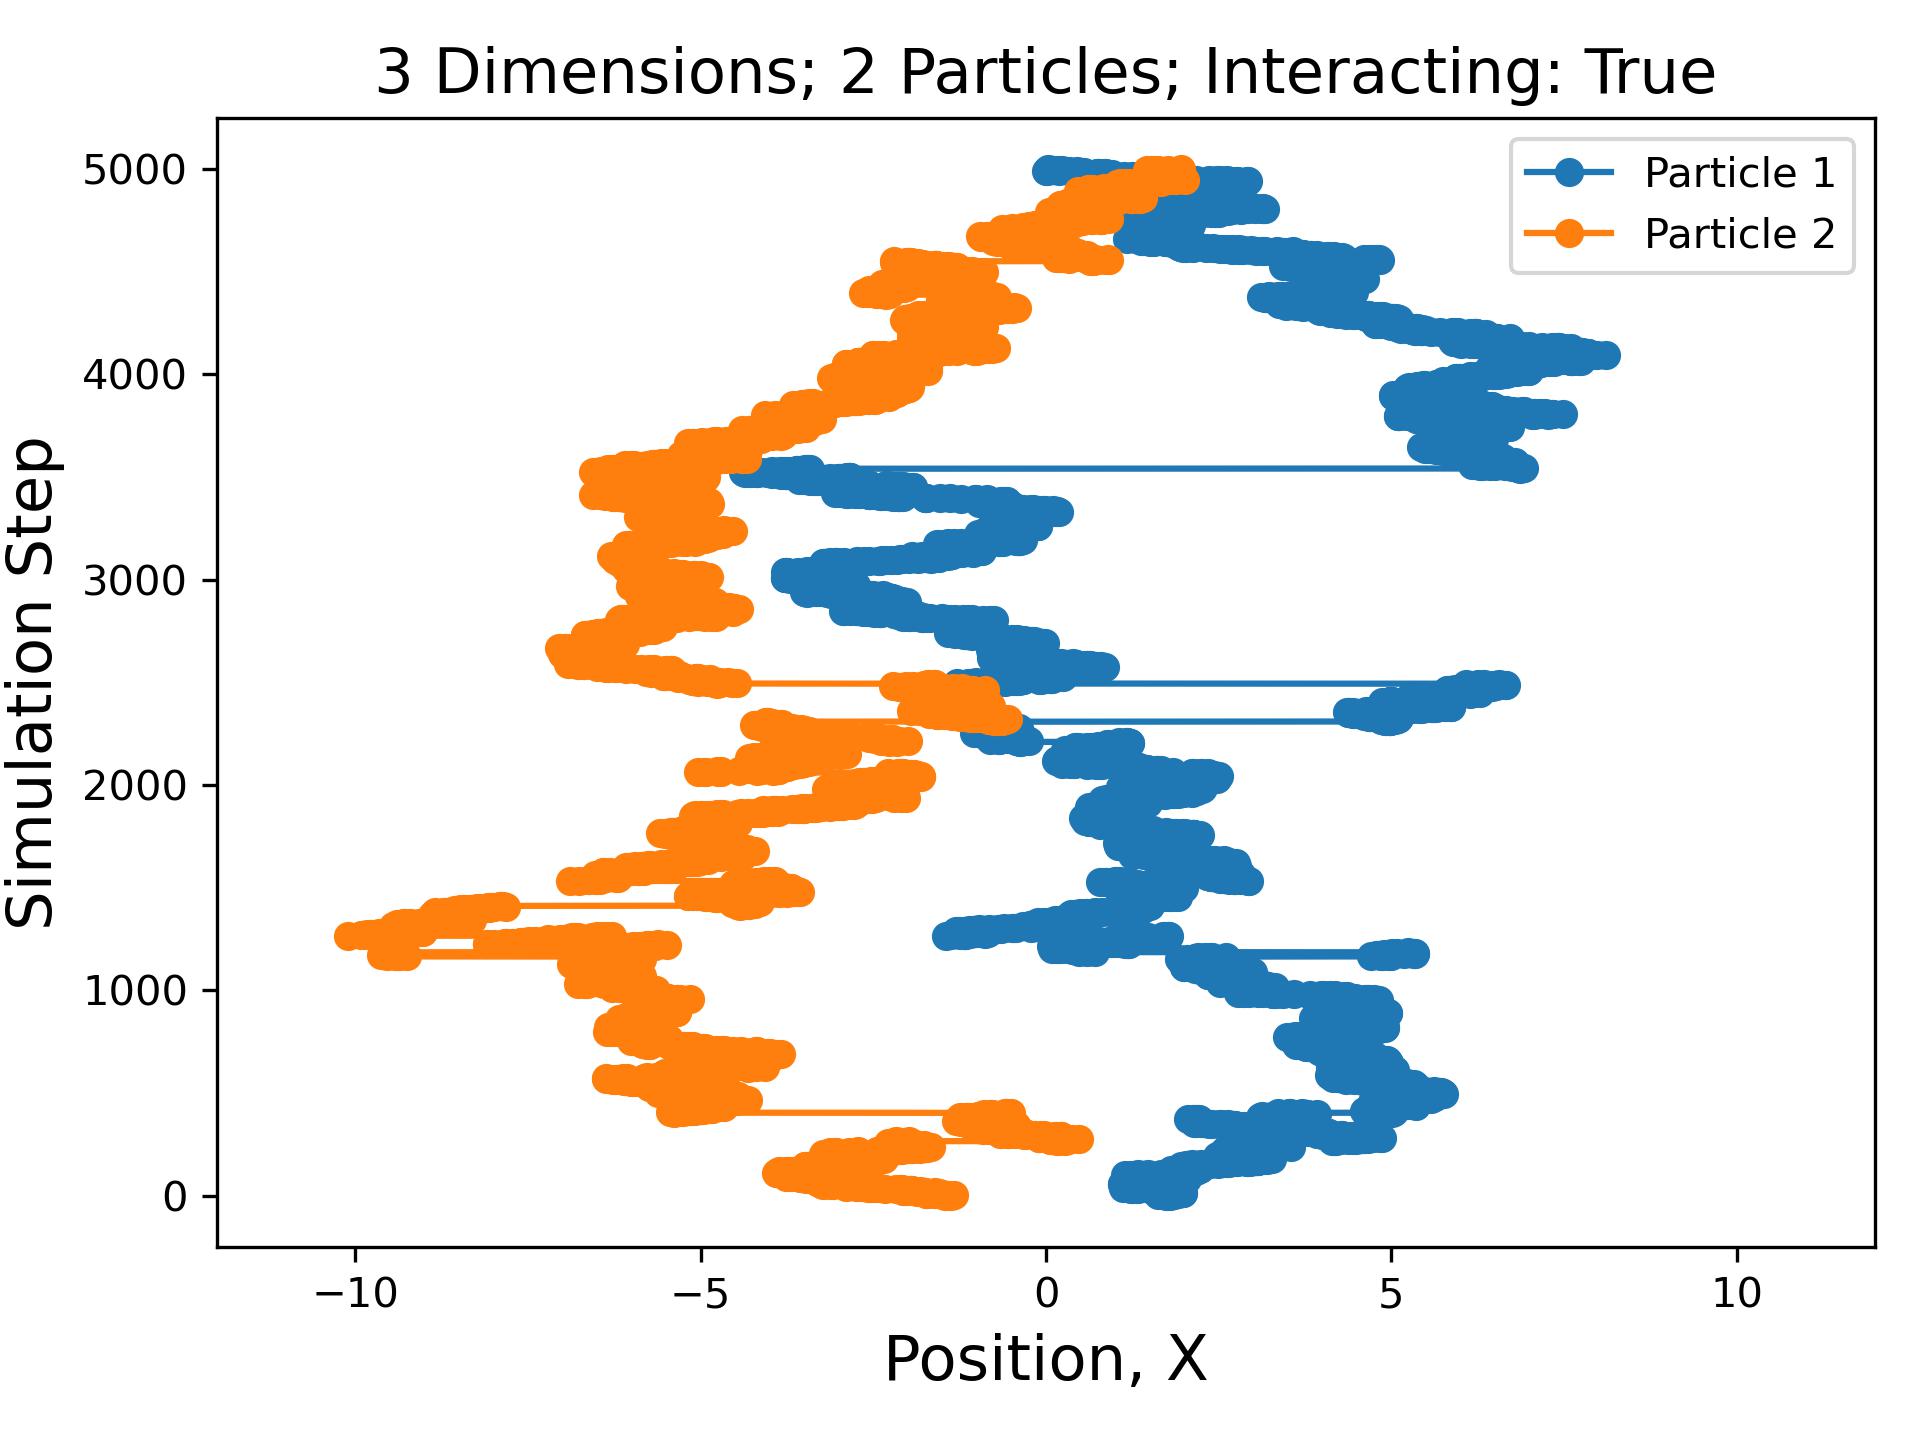 3 Dimensions; 2 Particles; Interacting: True
Particle 1
Particle 2
Simulation Step
5000
4000
3000
2000
1000
0
−10
−5
0
5
10
Position, X